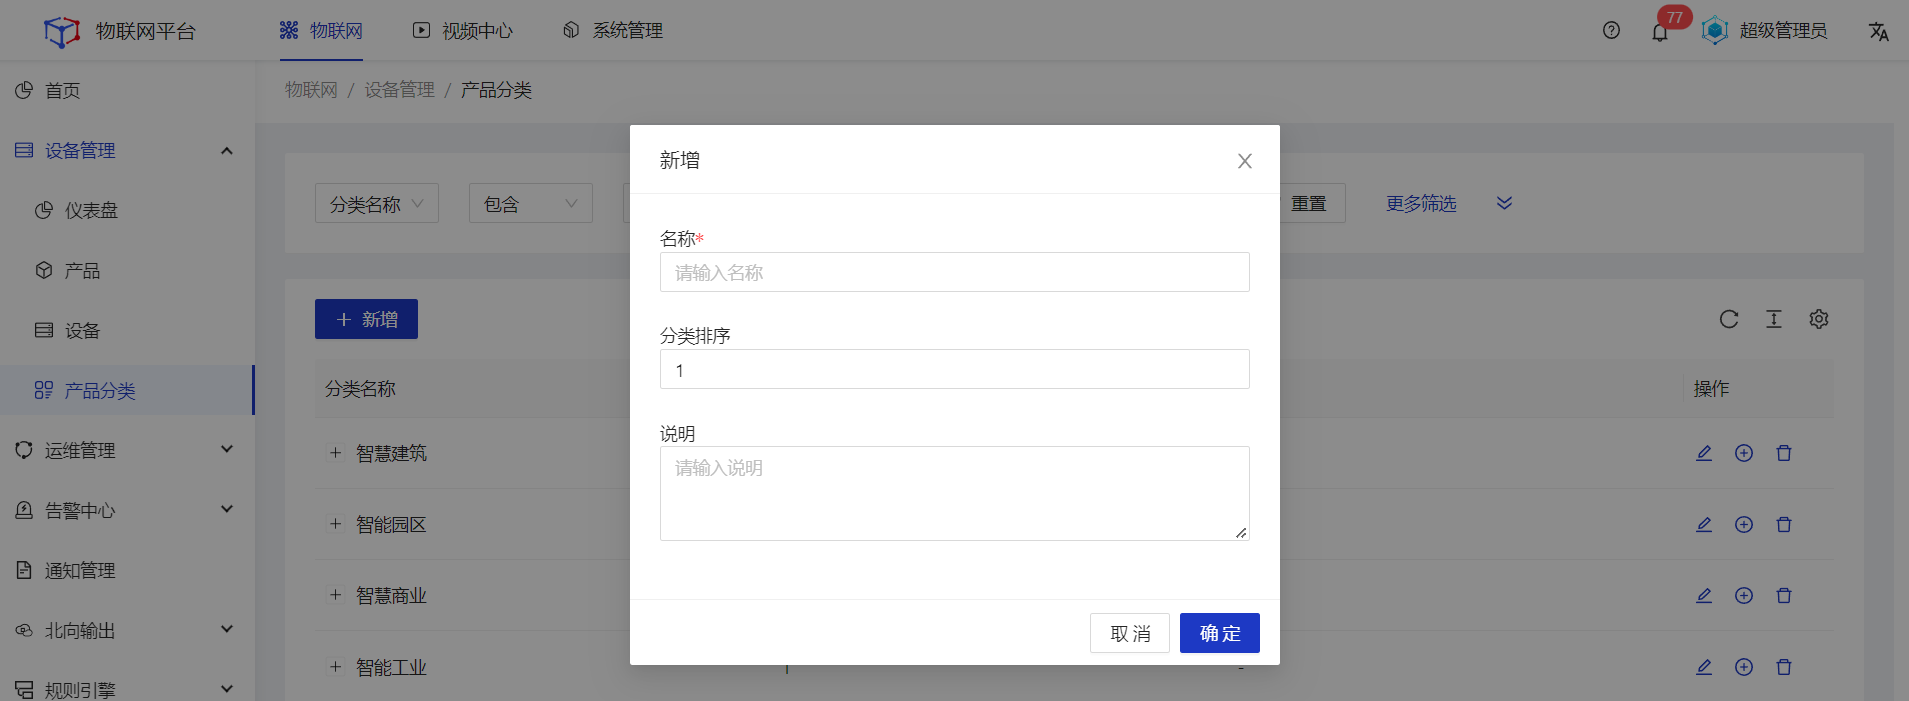 物联网平台
物联网
视频中心
系统管理
77
超级管理员
首页
设备管理
仪表盘
产品
设备
产品分类
运维管理
告警中心
通知管理
北向输出
规则引擎
物联网 / 设备管理 / 产品分类
分类名称
包含
重置
更多筛选
新增
分类名称
操作
智慧建筑
智能园区
智慧商业
智能工业
-
新增
名称*
请输入名称
分类排序
1
说明
请输入说明
取消
确定